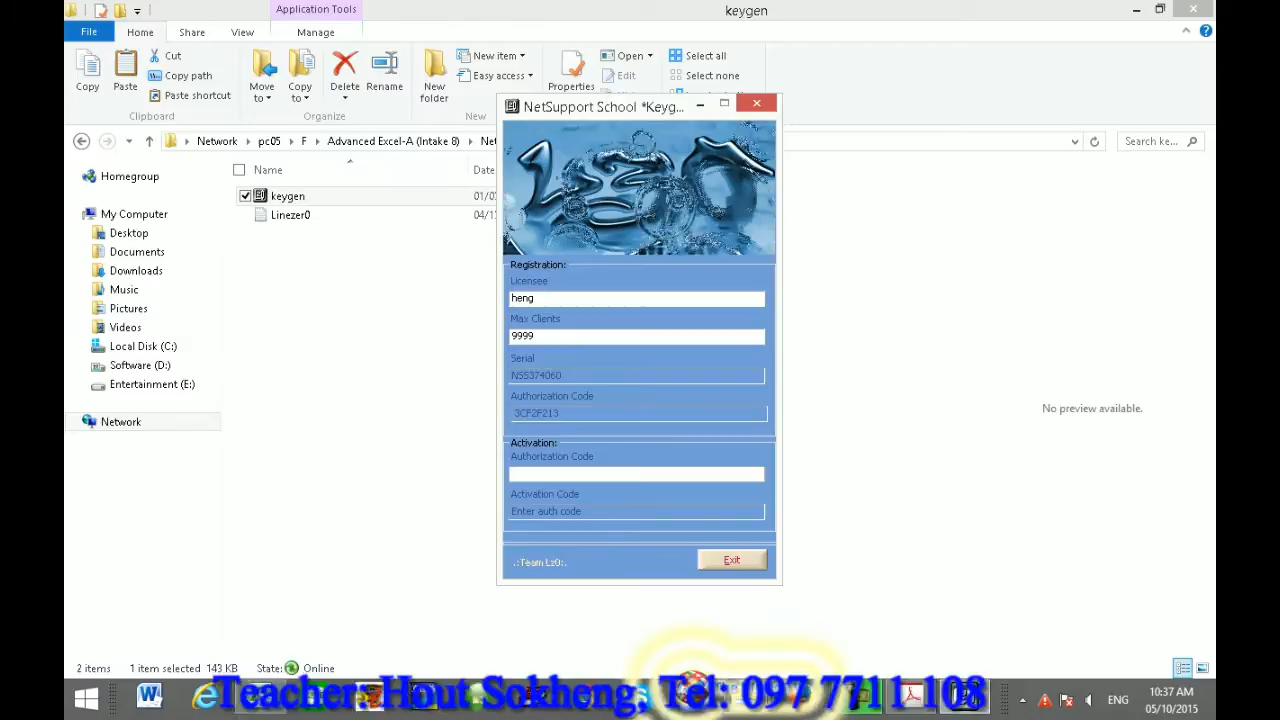 Application Tools
keygen
File Home Share View Manage
Copy
Paste
Cut
Copy path
Paste shortcut
Clipboard
Move to
Copy to
Delete
Rename
Organize
New folder
New item
Easy access
New
Properties
Open
Edit
Select all
Select none
Network pc05 F Advanced Excel-A (Intake 8)
Search ke...
Date
Homegroup
My Computer
Desktop
Documents
Downloads
Music
Pictures
Videos
Local Disk (C:)
Software (D:)
Entertainment (E:)
Network
keygen
Linezer0
NetSupport School *Keyg...
Registration:
Licensee
heng
Max Clients
9999
Serial
NS5374060
Authorization Code
3CF2F213
Activation:
Authorization Code
Activation Code
Enter auth code
.:Team Lz0:.
Exit
No preview available.
2 items 1 item selected 143 KB State: Online
Teacher: Hout Sokheng, Tel: 097 7711 108
ENG
10:37 AM
05/10/2015